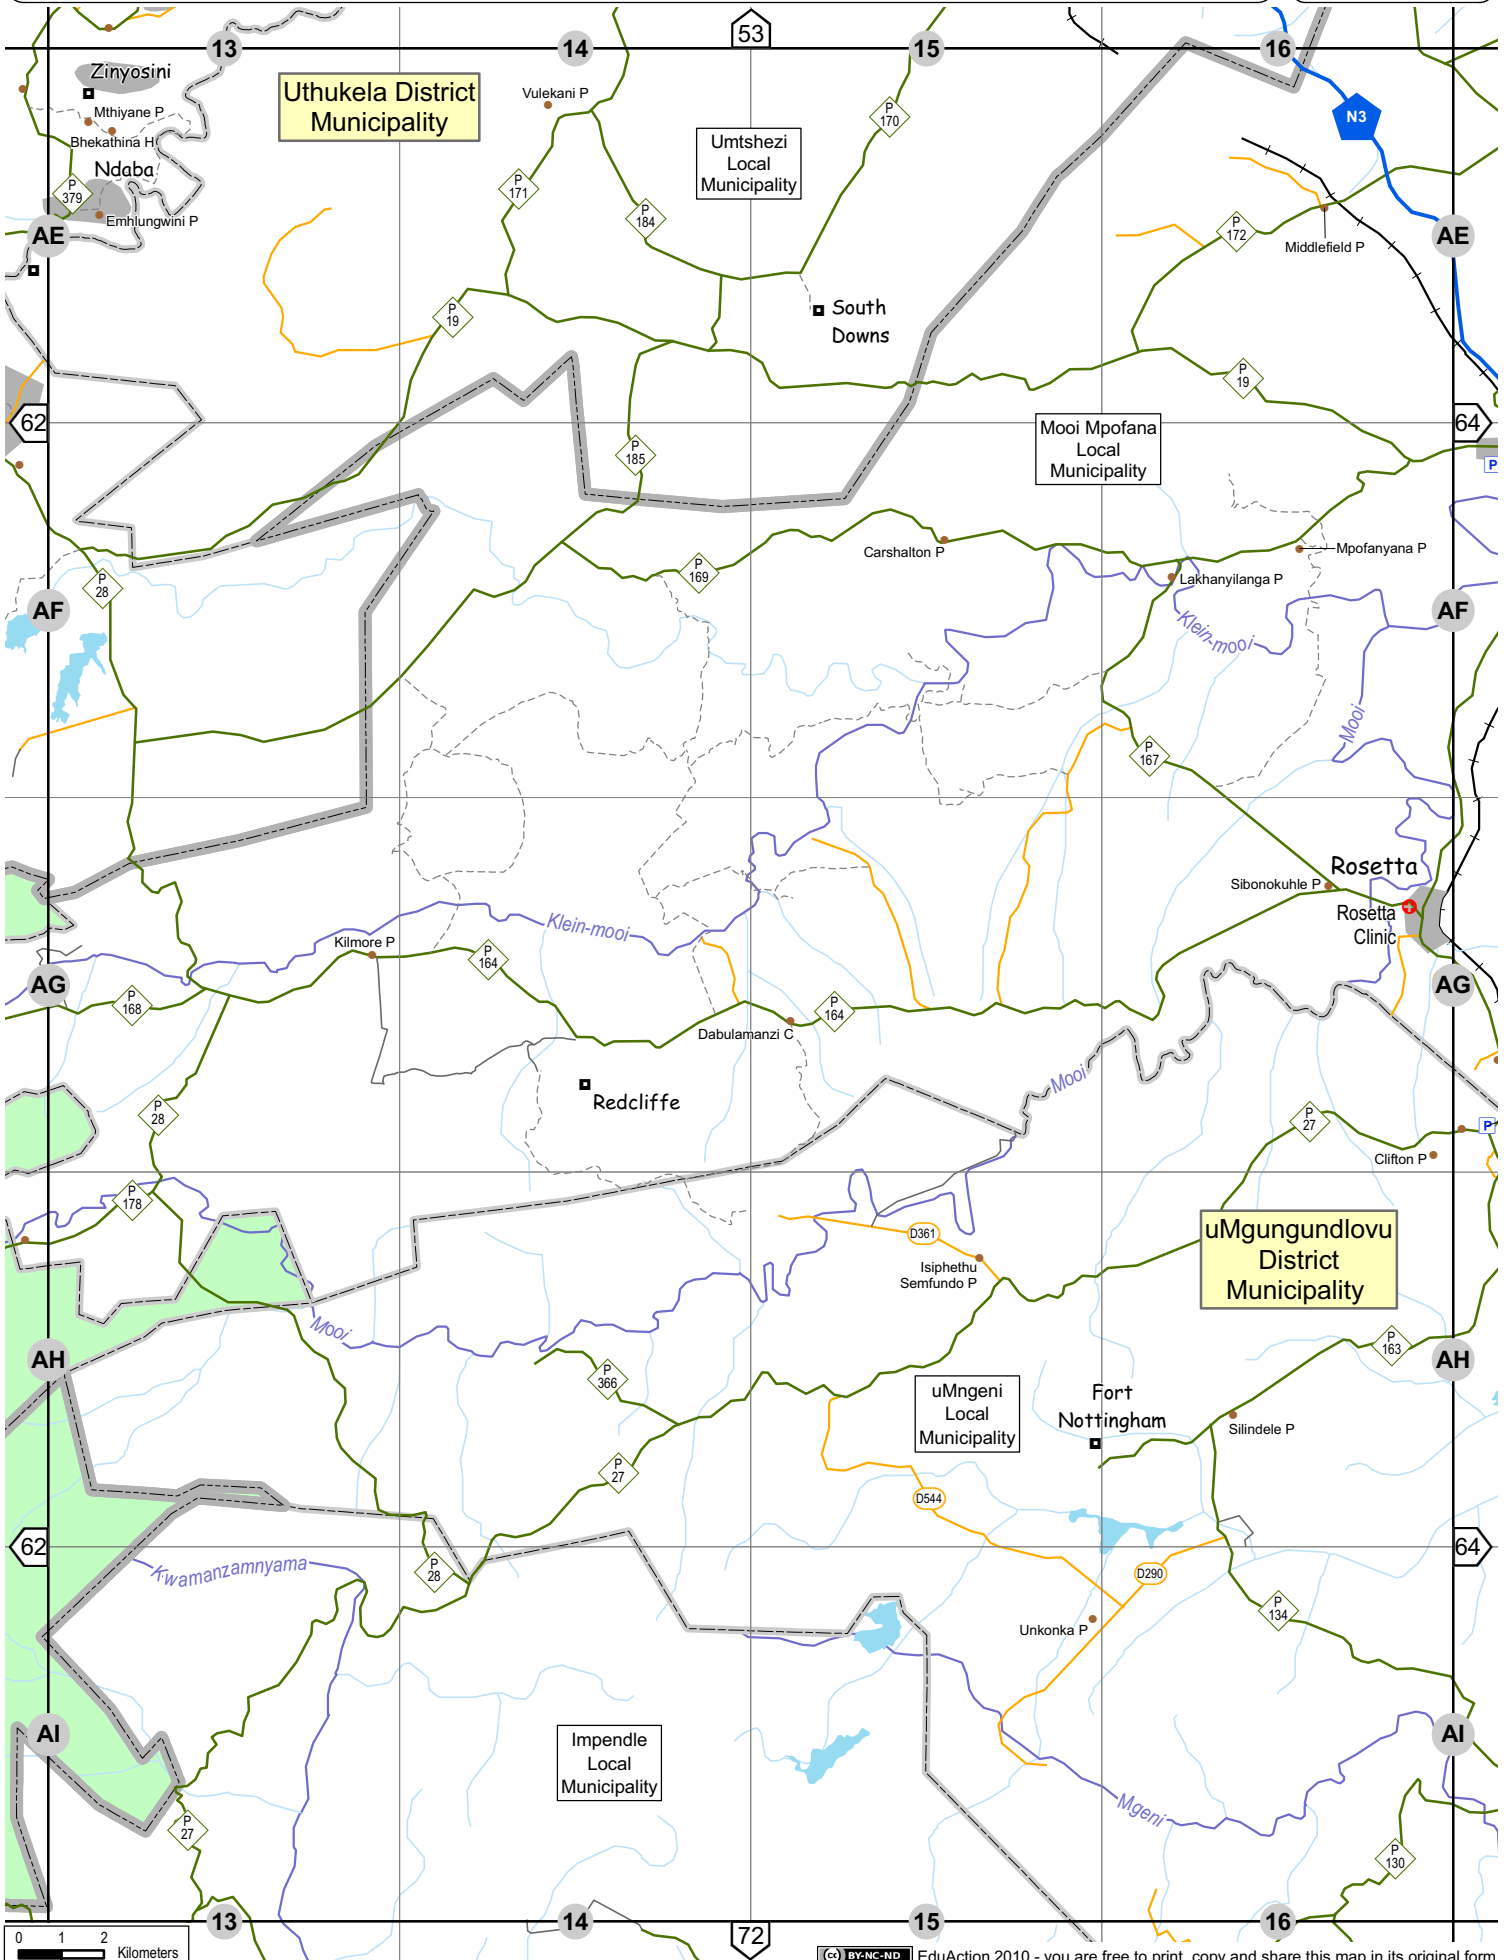 53
13
14
15
16
Zinyosini
Mthiyane P
Bhekathina H
Ndaba
P
379
Emhlungwini P
AE
Uthukela District
Municipality
Vulekani P
P
171
P
184
Umtshezi
Local
Municipality
P
170
N3
P
172
Middlefield P
AE
P
19
South
Downs
P
19
62
Mooi Mpofana
Local
Municipality
64
P
P
185
Carshalton P
Mpofanyana P
P
169
Lakhanyilanga P
P
28
AF
Klein-mooi
AF
Mooi
P
167
Rosetta
Sibonokuhle P
Rosetta
Clinic
Klein-mooi
Kilmore P
P
164
AG
P
168
P
164
Dabulamanzi C
AG
Mooi
Redcliffe
P
28
P
27
P
Clifton P
P
178
D361
Isiphethu
Semfundo P
uMgungundlovu
District
Municipality
Mooi
P
163
AH
P
366
AH
uMngeni
Local
Municipality
Fort
Nottingham
Silindele P
P
27
D544
62
64
Kwamanzamnyama
P
28
D290
P
134
Unkonka P
AI
Impendle
Local
Municipality
AI
Mgeni
P
27
P
130
13
14
15
16
72
0 1 2
Kilometers
(cc) BY-NC-ND EduAction 2010 - you are free to print, copy and share this map in its original form